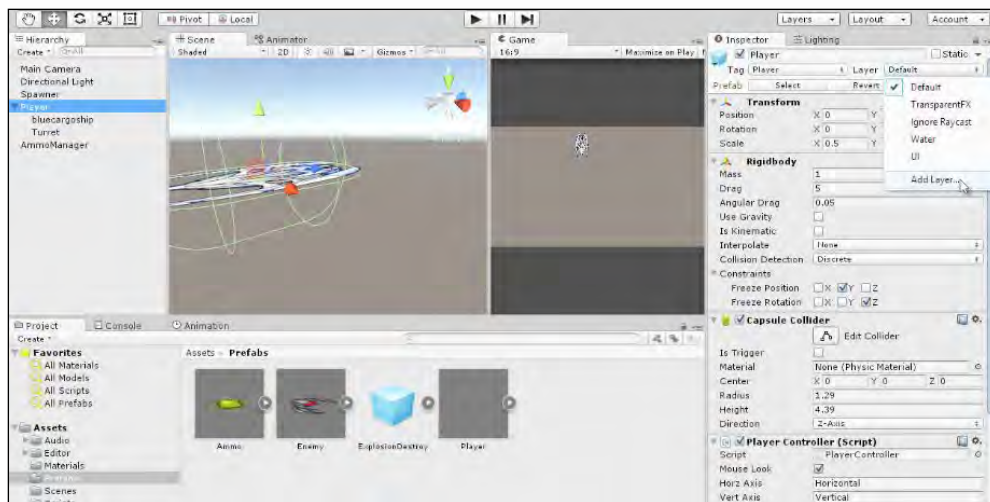 Pivot Local
Layers Layout Account
Hierarchy
Create
Main Camera
Directional Light
Spawner
Player
bluecargoship
Turret
AmmoManager
Scene Animator
Shaded 2D Gizmos
Game
16:9 Maximize on Play
Inspector Lighting
Player Static
Tag Player Layer Default
Prefab Select Revert
Default
TransparentFX
Ignore Raycast
Water
UI
Add Layer...
Transform
Position X 0 Y
Rotation X 0 Y
Scale X 0.5 Y
Rigidbody
Mass 1
Drag 5
Angular Drag 0.05
Use Gravity
Is Kinematic
Interpolate None
Collision Detection Discrete
Constraints
Freeze Position X Y Z
Freeze Rotation X Y Z
Capsule Collider
Edit Collider
Is Trigger
Material None (Physic Material)
Center X 0 Y 0 Z 0
Radius 1.29
Height 4.39
Direction Z-Axis
Player Controller (Script)
Script PlayerController
Mouse Look
Horz Axis Horizontal
Vert Axis Vertical
Project Console Animation
Create
Favorites
All Materials
All Models
All Scripts
All Prefabs
Assets
Audio
Editor
Materials
Prefabs
Scenes
Assets Prefabs
Ammo Enemy ExplosionDestroy Player